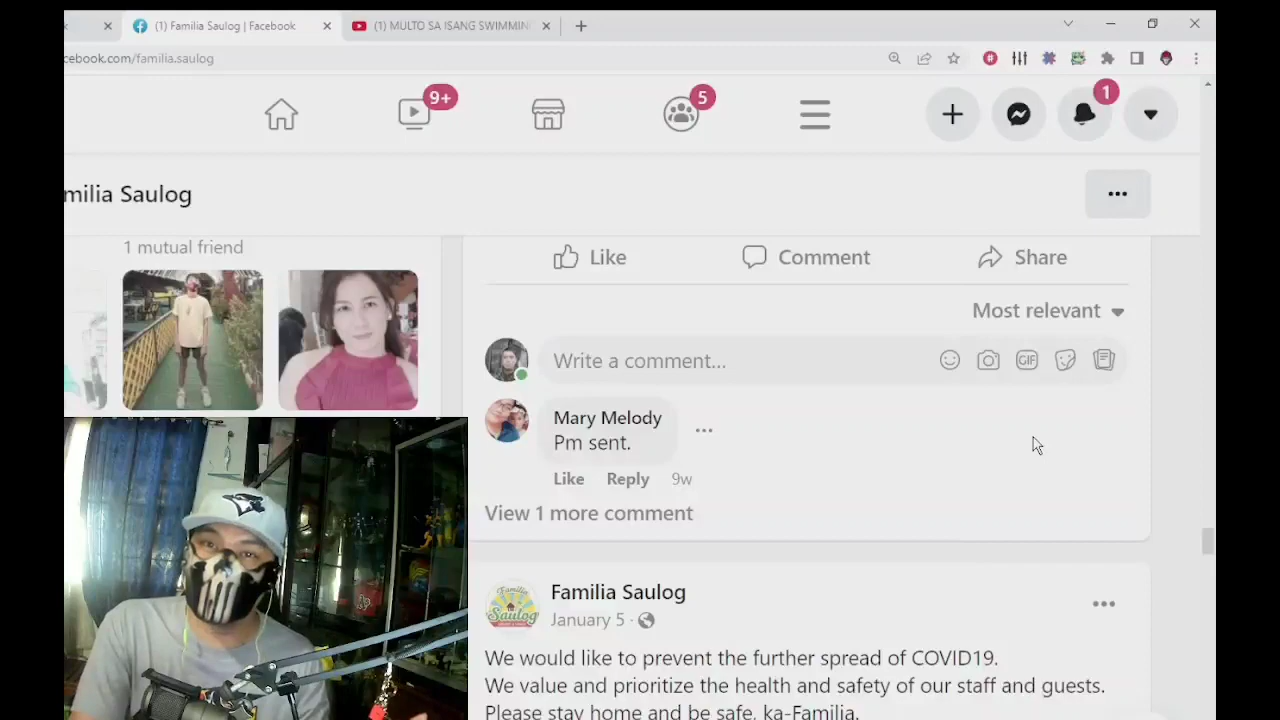 (1) Familia Saulog | Facebook
(1) MULTO SA ISANG SWIMMIN
cebook.com/familia.saulog
9+
5
1
milia Saulog
1 mutual friend
Like
Comment
Share
Most relevant
Write a comment...
GIF
Mary Melody
Pm sent.
Like
Reply
9w
View 1 more comment
Familia Saulog
January 5 ·
We would like to prevent the further spread of COVID19.
We value and prioritize the health and safety of our staff and guests.
Please stay home and be safe, ka-Familia.